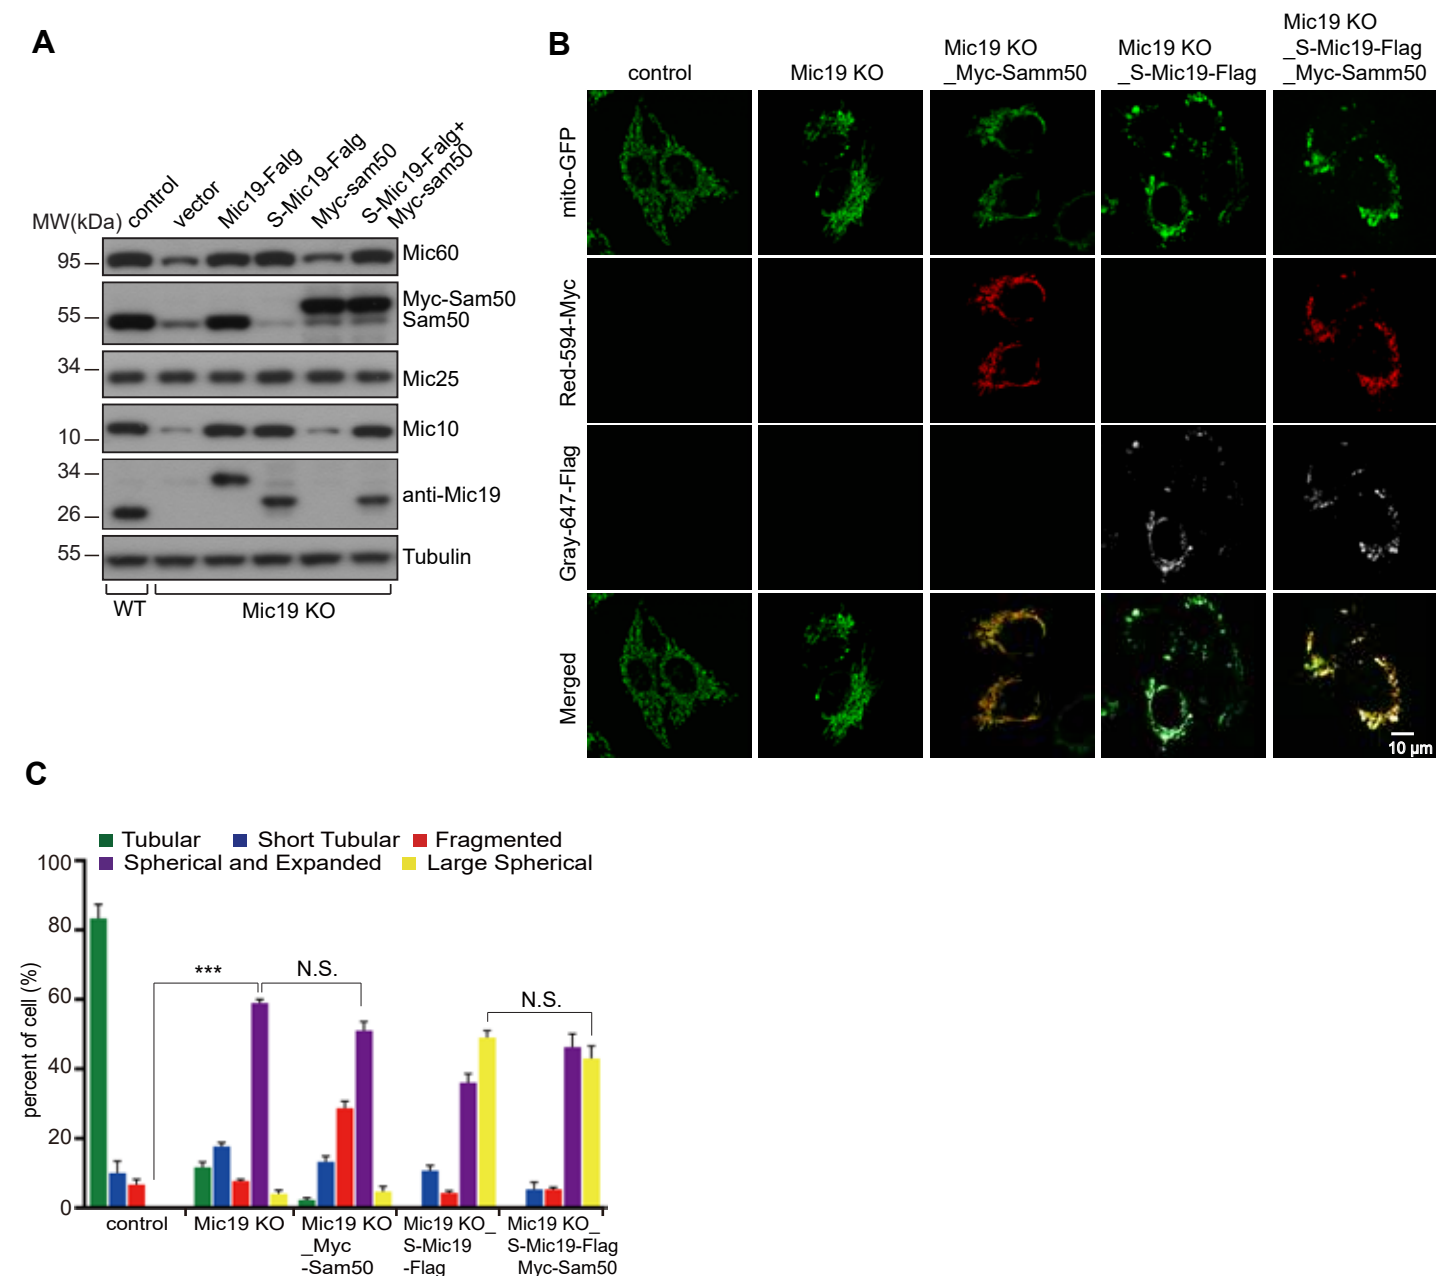 A
MW(kDa)
control
vector
Mic19-Falg
S-Mic19-Falg
Myc-sam50
S-Mic19-Falg+
Myc-sam50
95
Mic60
Myc-Sam50
55
Sam50
34
Mic25
10
Mic10
34
anti-Mic19
26
55
Tubulin
WT
Mic19 KO
B
control
Mic19 KO
Mic19 KO
_Myc-Samm50
Mic19 KO
_S-Mic19-Flag
Mic19 KO
_S-Mic19-Flag
_Myc-Samm50
mito-GFP
Red-594-Myc
Gray-647-Flag
Merged
10 µm
C
Tubular
Short Tubular
Fragmented
Spherical and Expanded
Large Spherical
percent of cell (%)
100
80
60
40
20
0
***
N.S.
N.S.
control
Mic19 KO
Mic19 KO
_Myc
-Sam50
Mic19 KO_
S-Mic19
-Flag
Mic19 KO_
S-Mic19-Flag
Myc-Sam50